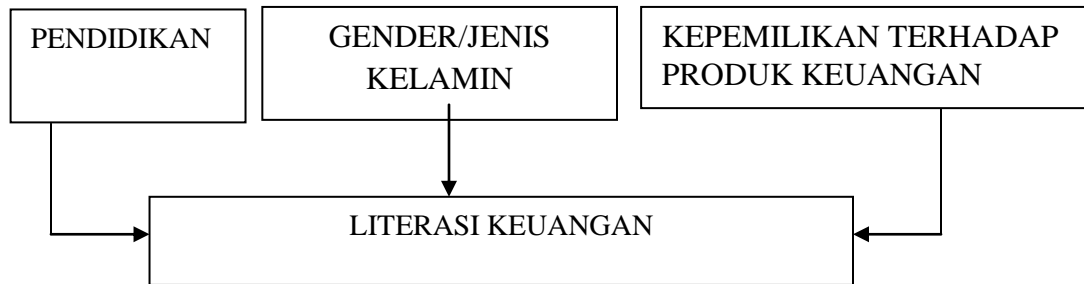 PENDIDIKAN
GENDER/JENIS
KELAMIN
KEPEMILIKAN TERHADAP
PRODUK KEUANGAN
LITERASI KEUANGAN